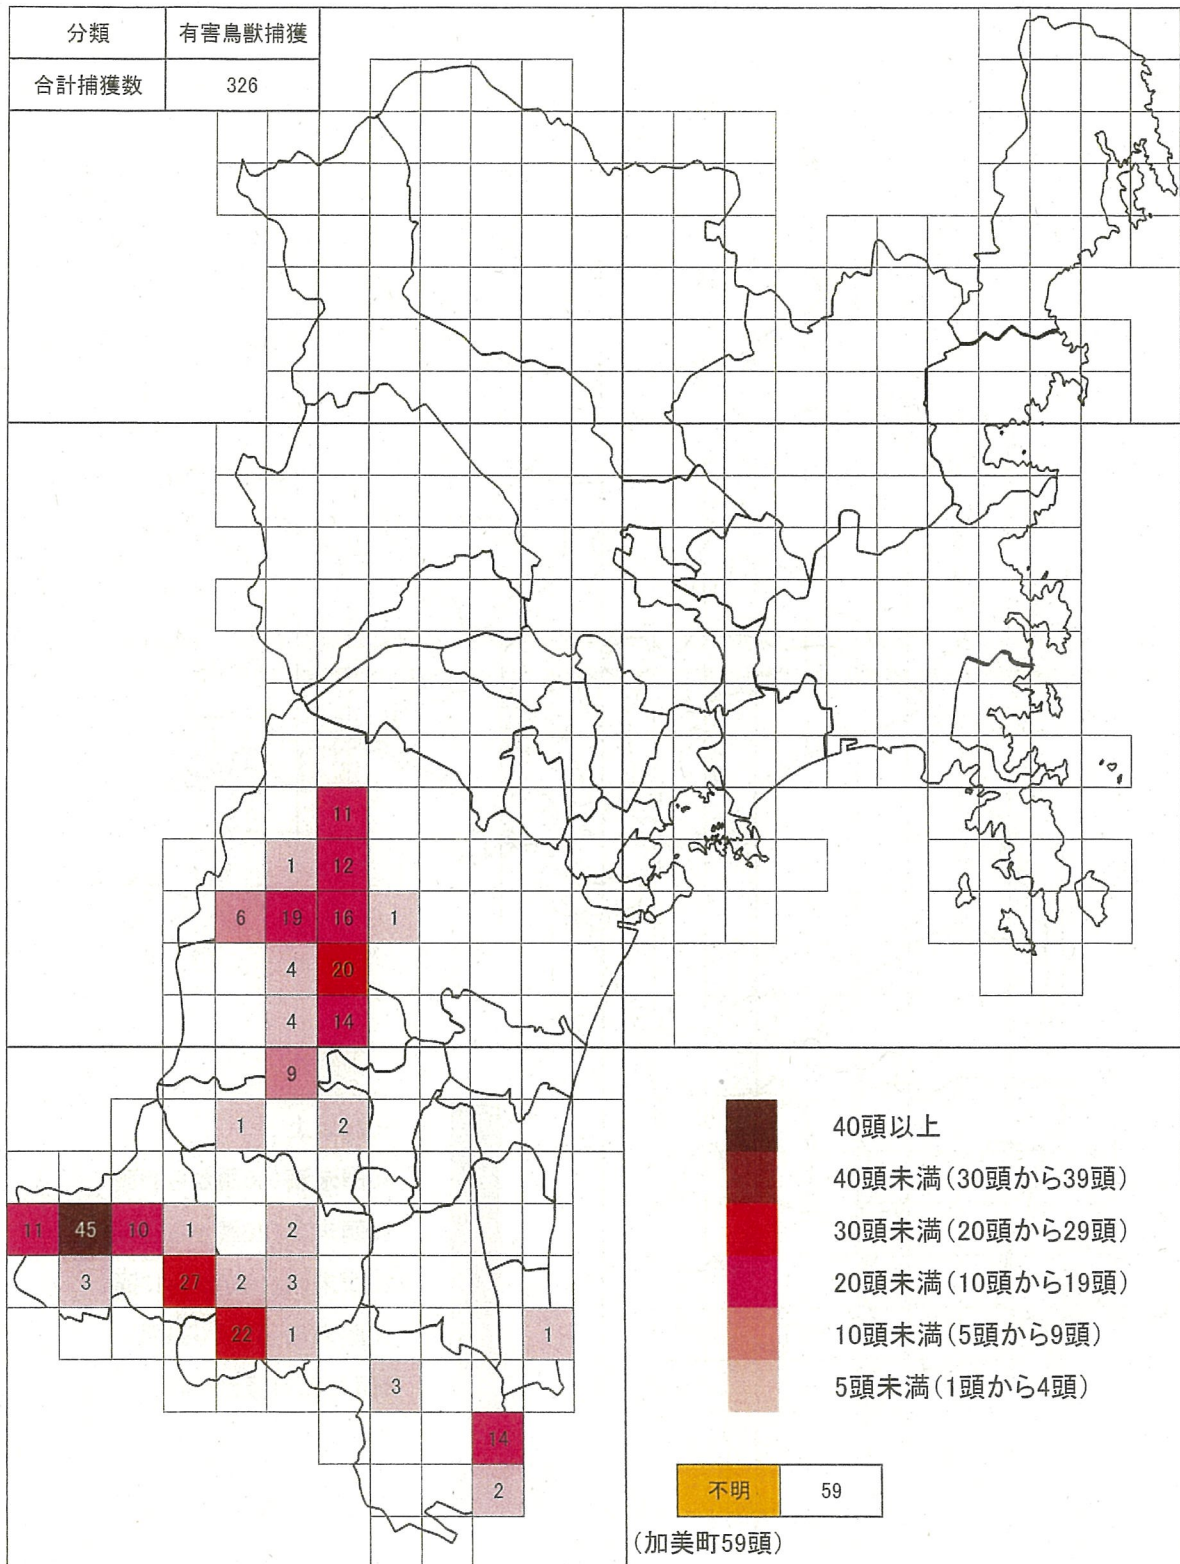 分類 有害鳥獣捕獲
合計捕獲数 326
11
1 12
6 19 16 1
4 20
4 14
9
1 2
11 45 10 1 2
3 27 2 3
22 1 1
3
14
2
40頭以上
40頭未満(30頭から39頭)
30頭未満(20頭から29頭)
20頭未満(10頭から19頭)
10頭未満(5頭から9頭)
5頭未満(1頭から4頭)
不明 59
(加美町59頭)